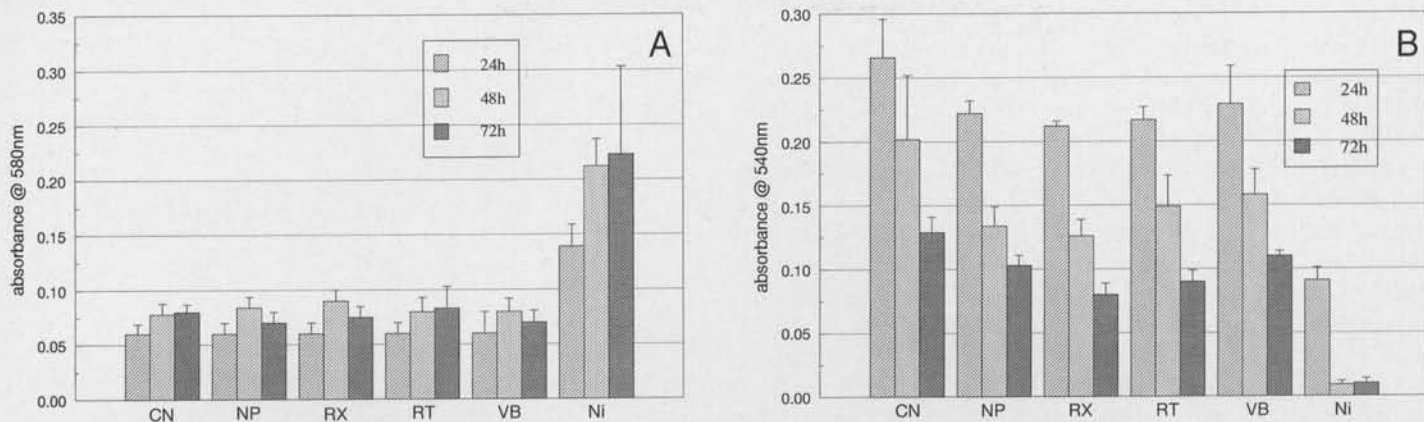 A
absorbance @ 580nm
0.35
0.30
0.25
0.20
0.15
0.10
0.05
0.00
24h
48h
72h
CN NP RX RT VB Ni
B
absorbance @ 540nm
0.30
0.25
0.20
0.15
0.10
0.05
0.00
24h
48h
72h
CN NP RX RT VB Ni